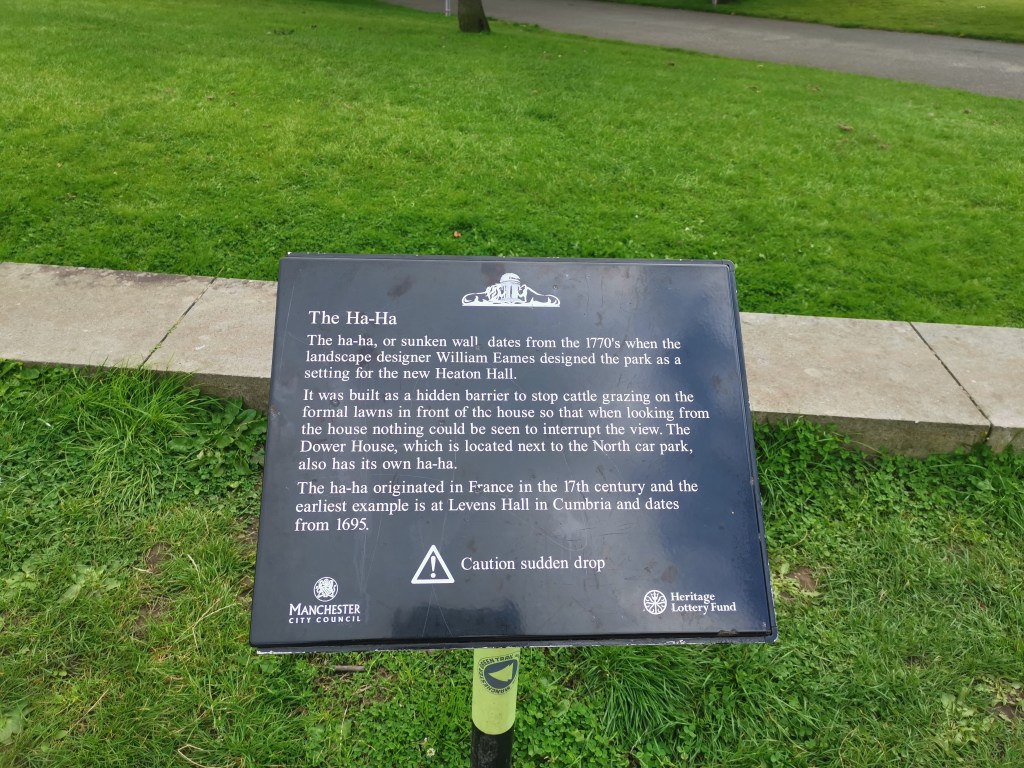 The Ha-Ha
The ha-ha, or sunken wall dates from the 1770's when the
landscape designer William Eames designed the park as a
setting for the new Heaton Hall.
It was built as a hidden barrier to stop cattle grazing on the
formal lawns in front of the house so that when looking from
the house nothing could be seen to interrupt the view. The
Dower House, which is located next to the North car park,
also has its own ha-ha.
The ha-ha originated in France in the 17th century and the
earliest example is at Levens Hall in Cumbria and dates
from 1695.
Caution sudden drop
MANCHESTER
CITY COUNCIL
Heritage
Lottery Fund